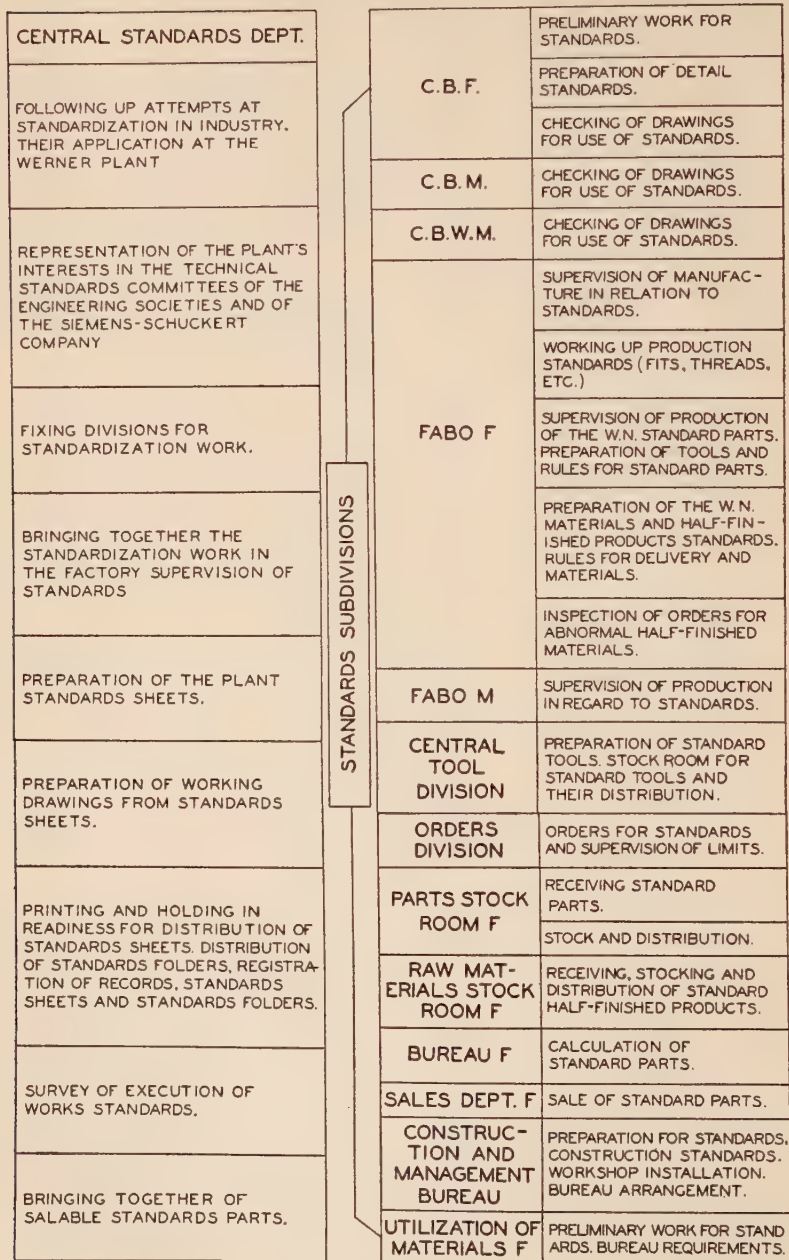 CENTRAL STANDARDS DEPT.
FOLLOWING UP ATTEMPTS AT
STANDARDIZATION IN INDUSTRY.
THEIR APPLICATION AT THE
WERNER PLANT
REPRESENTATION OF THE PLANT'S
INTERESTS IN THE TECHNICAL
STANDARDS COMMITTEES OF THE
ENGINEERING SOCIETIES AND OF
THE SIEMENS-SCHUCKERT
COMPANY
FIXING DIVISIONS FOR
STANDARDIZATION WORK.
BRINGING TOGETHER THE
STANDARDIZATION WORK IN
THE FACTORY SUPERVISION OF
STANDARDS
PREPARATION OF THE PLANT
STANDARDS SHEETS.
PREPARATION OF WORKING
DRAWINGS FROM STANDARDS
SHEETS.
PRINTING AND HOLDING IN
READINESS FOR DISTRIBUTION OF
STANDARDS SHEETS. DISTRIBUTION
OF STANDARDS FOLDERS, REGISTRA-
TION OF RECORDS, STANDARDS
SHEETS AND STANDARDS FOLDERS.
SURVEY OF EXECUTION OF
WORKS STANDARDS.
BRINGING TOGETHER OF
SALABLE STANDARDS PARTS.
STANDARDS SUBDIVISIONS
C.B.F.
PRELIMINARY WORK FOR
STANDARDS.
PREPARATION OF DETAIL
STANDARDS.
CHECKING OF DRAWINGS
FOR USE OF STANDARDS.
C.B.M.
CHECKING OF DRAWINGS
FOR USE OF STANDARDS.
C.B.W.M.
CHECKING OF DRAWINGS
FOR USE OF STANDARDS.
FABO F
SUPERVISION OF MANUFAC-
TURE IN RELATION TO
STANDARDS.
WORKING UP PRODUCTION
STANDARDS (FITS, THREADS,
ETC.)
SUPERVISION OF PRODUCTION
OF THE W.N. STANDARD PARTS.
PREPARATION OF TOOLS AND
RULES FOR STANDARD PARTS.
PREPARATION OF THE W.N.
MATERIALS AND HALF-FIN-
ISHED PRODUCTS STANDARDS.
RULES FOR DELIVERY AND
MATERIALS.
INSPECTION OF ORDERS FOR
ABNORMAL HALF-FINISHED
MATERIALS.
FABO M
SUPERVISION OF PRODUCTION
IN REGARD TO STANDARDS.
CENTRAL
TOOL
DIVISION
PREPARATION OF STANDARD
TOOLS. STOCK ROOM FOR
STANDARD TOOLS AND
THEIR DISTRIBUTION.
ORDERS
DIVISION
ORDERS FOR STANDARDS
AND SUPERVISION OF LIMITS.
PARTS STOCK
ROOM F
RECEIVING STANDARD
PARTS.
STOCK AND DISTRIBUTION.
RAW MAT-
ERIALS STOCK
ROOM F
RECEIVING, STOCKING AND
DISTRIBUTION OF STANDARD
HALF-FINISHED PRODUCTS.
BUREAU F
CALCULATION OF
STANDARD PARTS.
SALES DEPT. F
SALE OF STANDARD PARTS.
CONSTRUC-
TION AND
MANAGEMENT
BUREAU
PREPARATION FOR STANDARDS.
CONSTRUCTION STANDARDS.
WORKSHOP INSTALLATION.
BUREAU ARRANGEMENT.
UTILIZATION OF
MATERIALS F
PRELIMINARY WORK FOR STAND
ARDS. BUREAU REQUIREMENTS.